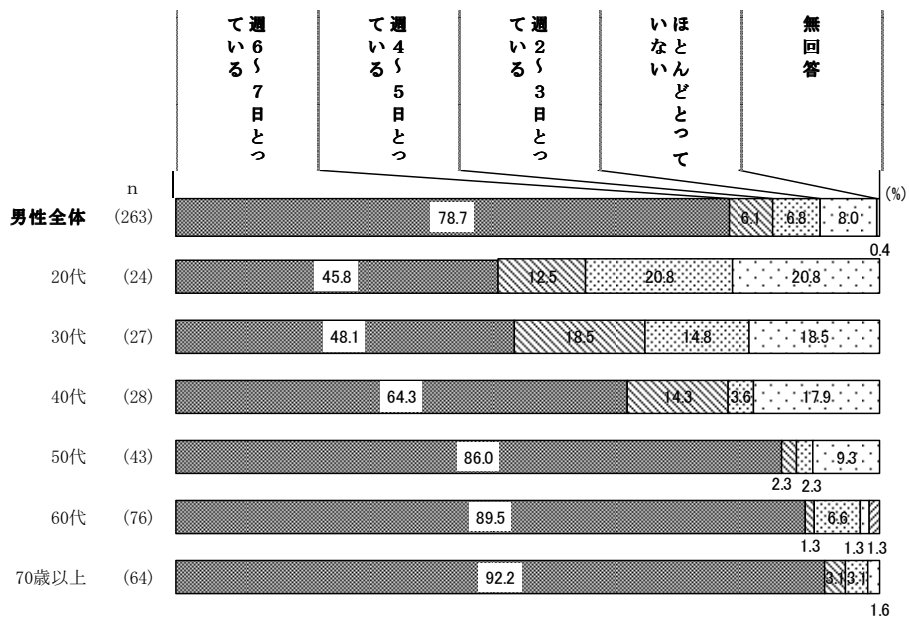 週６～７日とっ
ている
週４～５日とっ
ている
週２～３日とっ
ている
ほとんどとって
いない
無回答
n
(%)
男性全体 (263) 78.7 6.1 6.8 8.0
0.4
20代 (24) 45.8 12.5 20.8 20.8
30代 (27) 48.1 18.5 14.8 18.5
40代 (28) 64.3 14.3 3.6 17.9
50代 (43) 86.0 9.3
2.3 2.3
60代 (76) 89.5 6.6
1.3 1.3 1.3
70歳以上 (64) 92.2 3.1 3.1
1.6